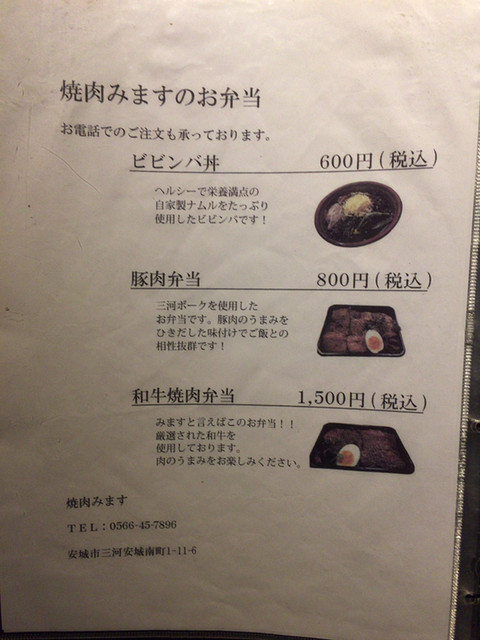 焼肉みますのお弁当
お電話でのご注文も承っております。
ビビンバ丼 600円(税込)
ヘルシーで栄養満点の
自家製ナムルをたっぷり
使用したビビンバです！
豚肉弁当 800円(税込)
三河ポークを使用した
お弁当です。豚肉のうまみを
ひきだした味付けでご飯との
相性抜群です！
和牛焼肉弁当 1,500円(税込)
みますと言えばこのお弁当！！
厳選された和牛を
使用しております。
肉のうまみをお楽しみください。
焼肉みます
ＴＥＬ：0566-45-7896
安城市三河安城南町1-11-6